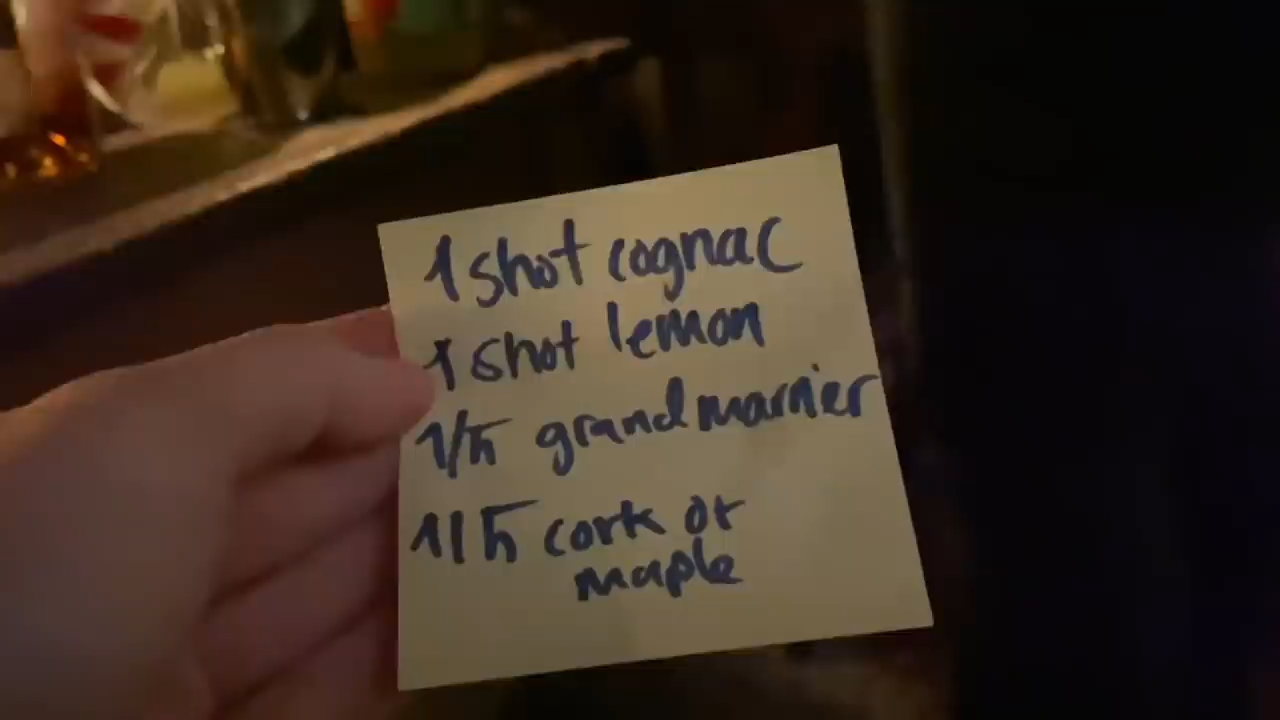 1 shot cognac
1 shot lemon
1/5 grand marnier
1/5 cork or
maple